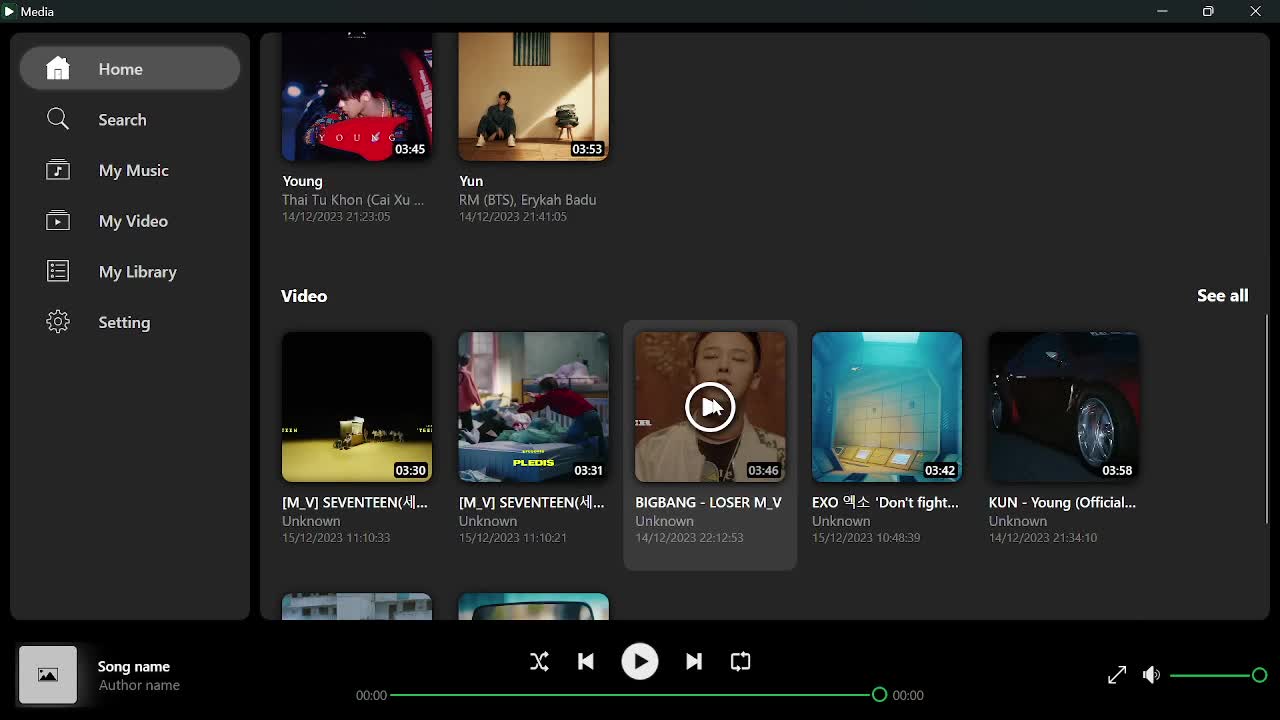 Media
Home
Search
My Music
My Video
My Library
Setting
YOUNG
03:45
03:53
Young
Yun
Thai Tu Khon (Cai Xu ...
RM (BTS), Erykah Badu
14/12/2023 21:23:05
14/12/2023 21:41:05
Video
See all
03:30
PLEDIS
03:31
03:46
03:42
03:58
[M_V] SEVENTEEN(세...
[M_V] SEVENTEEN(세...
BIGBANG - LOSER M_V
EXO 엑소 'Don't fight...
KUN - Young (Official...
Unknown
Unknown
Unknown
Unknown
Unknown
15/12/2023 11:10:33
15/12/2023 11:10:21
14/12/2023 22:12:53
15/12/2023 10:48:39
14/12/2023 21:34:10
Song name
Author name
00:00
00:00